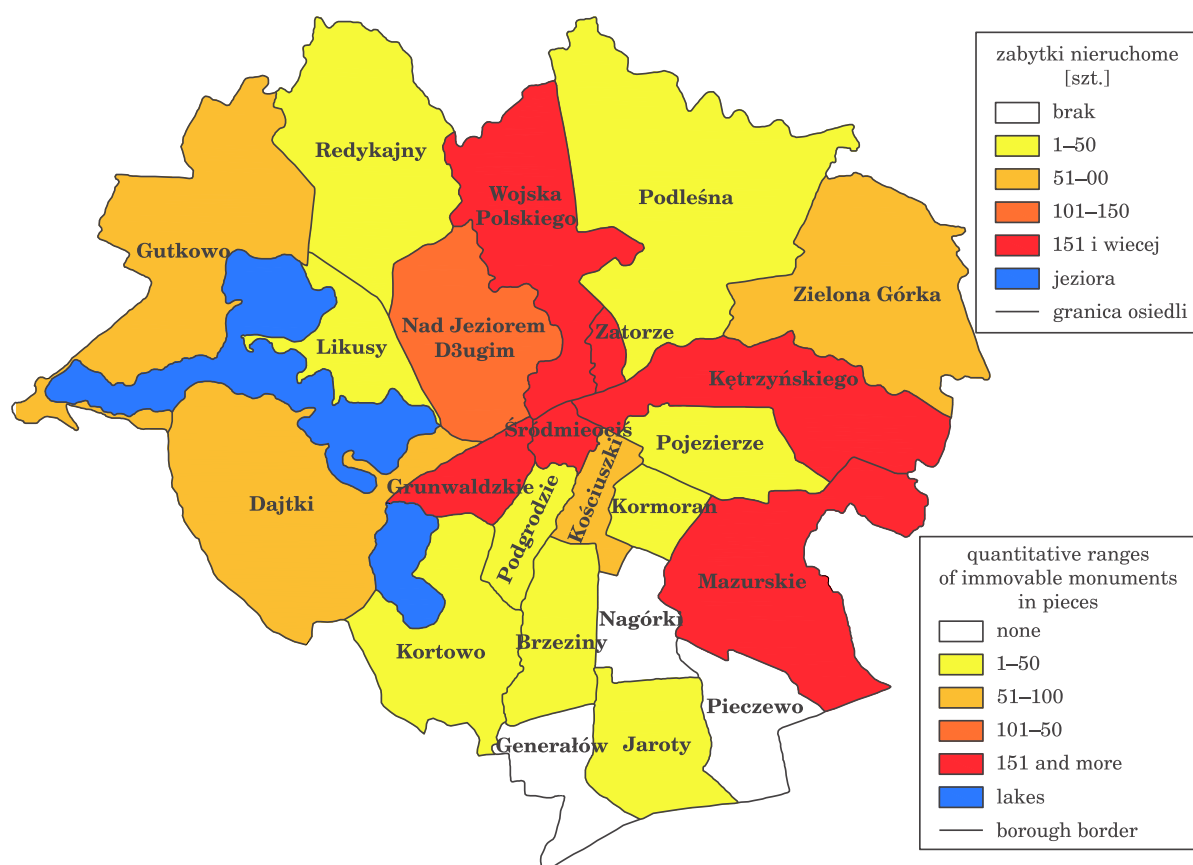 zabytki nieruchome
[szt.]
brak
1–50
51–00
101–150
151 i wiecej
jeziora
granica osiedli
Redykajny
Wojska
Polskiego
Podleśna
Gutkowo
Zielona Górka
Nad Jeziorem
D3ugim
Zatorze
Likusy
Kętrzyńskiego
Śródmieociś
Pojezierze
Kościuszki
Grunwaldzkie
Dajtki
Podgrodzie
Kormoran
Mazurskie
Nagórki
Brzeziny
Kortowo
Pieczewo
Generałów
Jaroty
quantitative ranges
of immovable monuments
in pieces
none
1–50
51–100
101–50
151 and more
lakes
borough border